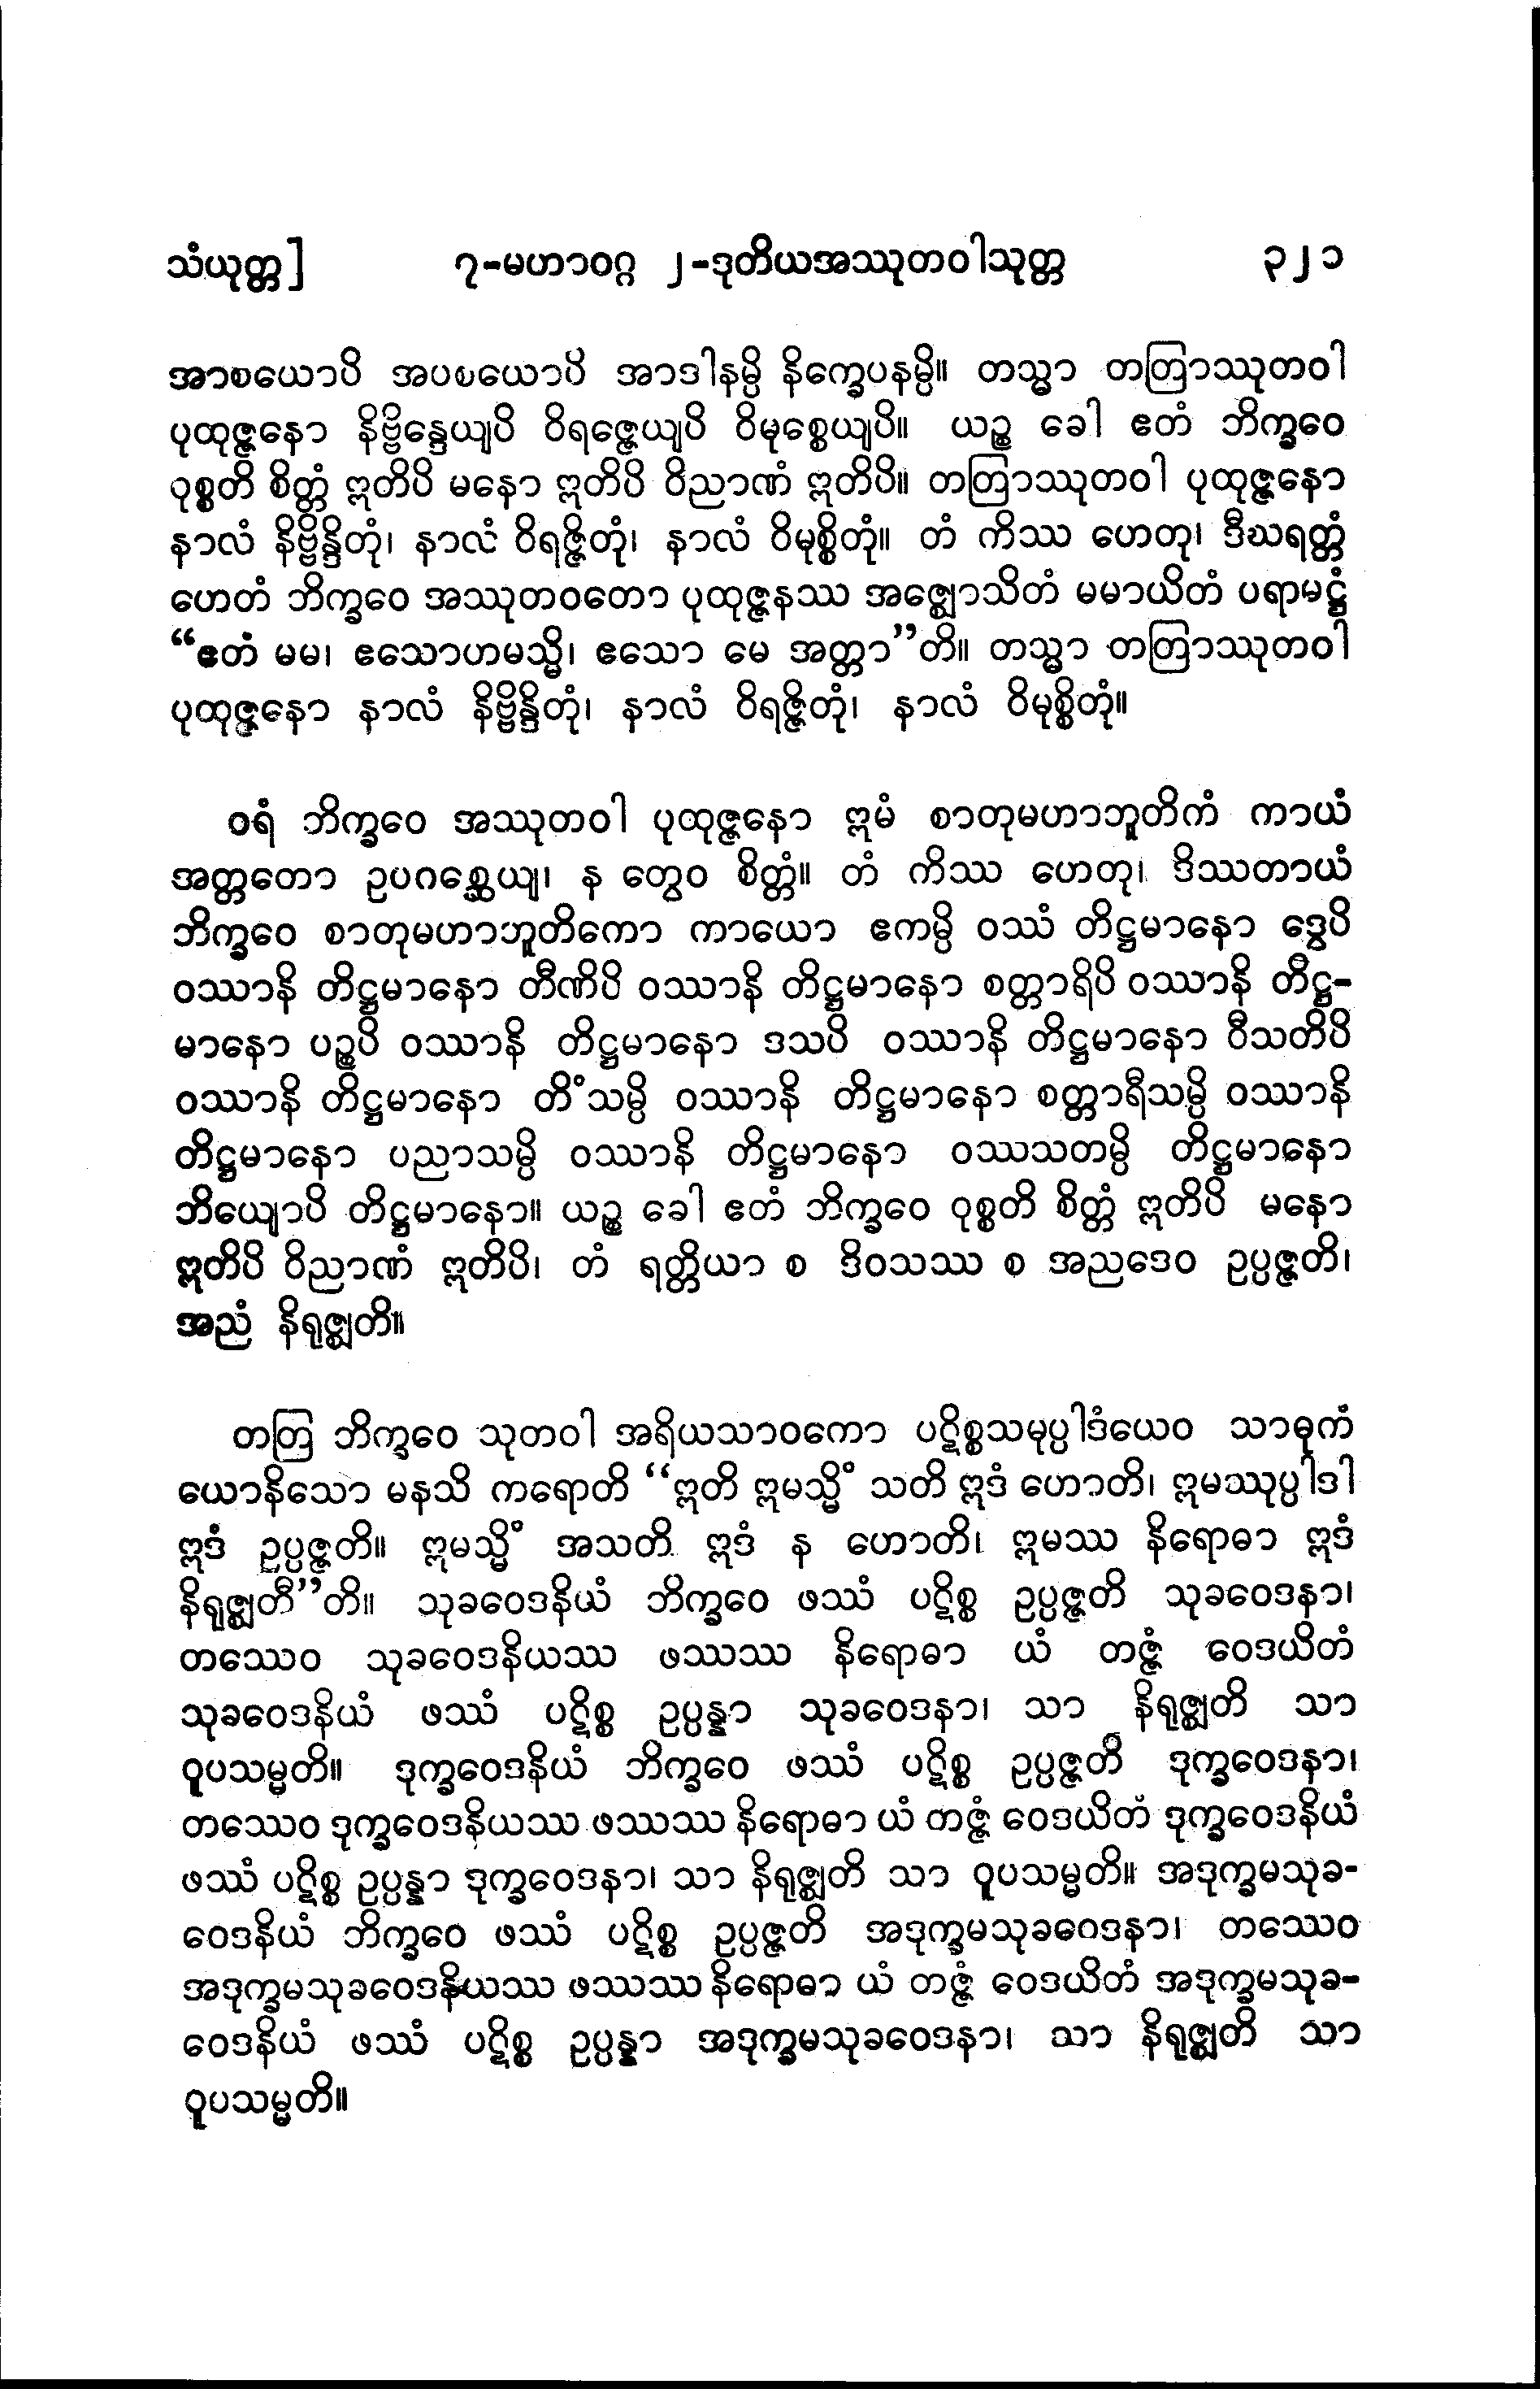 သံယုတ္တ] ၇-မဟာဝဂ္ဂ ၂-ဒုတိယအဿုတဝါသုတ္တ ၃၂၁
အာစယောပိ အပစယောပိ အာဒါနမ္ပိ နိက္ခေပနမ္ပိ။ တသ္မာ တတြာဿုတဝါ
ပုထုဇ္ဇနော နိဗ္ဗိန္ဒေယျပိ ဝိရဇ္ဇေယျပိ ဝိမုစ္စေယျပိ။ ယဉ္စ ခေါ ဧတံ ဘိက္ခဝေ
ဝုစ္စတိ စိတ္တံ ဣတိပိ မနော ဣတိပိ ဝိညာဏံ ဣတိပိ။ တတြာဿုတဝါ ပုထုဇ္ဇနော
နာလံ နိဗ္ဗိန္ဒိတုံ၊ နာလံ ဝိရဇ္ဇိတုံ၊ နာလံ ဝိမုစ္စိတုံ။ တံ ကိဿ ဟေတု၊ ဒီဃရတ္တံ
ဟေတံ ဘိက္ခဝေ အဿုတဝတော ပုထုဇ္ဇနဿ အဇ္ဈောသိတံ မမာယိတံ ပရာမဋ္ဌံ
“ဧတံ မမ၊ ဧသောဟမသ္မိ၊ ဧသော မေ အတ္တာ”တိ။ တသ္မာ တတြာဿုတဝါ
ပုထုဇ္ဇနော နာလံ နိဗ္ဗိန္ဒိတုံ၊ နာလံ ဝိရဇ္ဇိတုံ၊ နာလံ ဝိမုစ္စိတုံ။
ဝရံ ဘိက္ခဝေ အဿုတဝါ ပုထုဇ္ဇနော ဣမံ စာတုမဟာဘူတိကံ ကာယံ
အတ္တတော ဥပဂစ္ဆေယျ၊ န တွေဝ စိတ္တံ။ တံ ကိဿ ဟေတု၊ ဒိဿတာယံ
ဘိက္ခဝေ စာတုမဟာဘူတိကော ကာယော ဧကမ္ပိ ဝဿံ တိဋ္ဌမာနော ဒွေပိ
ဝဿာနိ တိဋ္ဌမာနော တီဏိပိ ဝဿာနိ တိဋ္ဌမာနော စတ္တာရိပိ ဝဿာနိ တိဋ္ဌ-
မာနော ပဉ္စပိ ဝဿာနိ တိဋ္ဌမာနော ဒသပိ ဝဿာနိ တိဋ္ဌမာနော ဝီသတိပိ
ဝဿာနိ တိဋ္ဌမာနော တိံသမ္ပိ ဝဿာနိ တိဋ္ဌမာနော စတ္တာရီသမ္ပိ ဝဿာနိ
တိဋ္ဌမာနော ပညာသမ္ပိ ဝဿာနိ တိဋ္ဌမာနော ဝဿသတမ္ပိ တိဋ္ဌမာနော
ဘိယျောပိ တိဋ္ဌမာနော။ ယဉ္စ ခေါ ဧတံ ဘိက္ခဝေ ဝုစ္စတိ စိတ္တံ ဣတိပိ မနော
ဣတိပိ ဝိညာဏံ ဣတိပိ၊ တံ ရတ္တိယာ စ ဒိဝသဿ စ အညဒေဝ ဥပ္ပဇ္ဇတိ၊
အညံ နိရုဇ္ဈတိ။
တတြ ဘိက္ခဝေ သုတဝါ အရိယသာဝကော ပဋိစ္စသမုပ္ပါဒံယေဝ သာဓုကံ
ယောနိသော မနသိ ကရောတိ “ဣတိ ဣမသ္မိံ သတိ ဣဒံ ဟောတိ၊ ဣမဿုပ္ပါဒါ
ဣဒံ ဥပ္ပဇ္ဇတိ။ ဣမသ္မိံ အသတိ ဣဒံ န ဟောတိ၊ ဣမဿ နိရောဓာ ဣဒံ
နိရုဇ္ဈတီ”တိ။ သုခဝေဒနိယံ ဘိက္ခဝေ ဖဿံ ပဋိစ္စ ဥပ္ပဇ္ဇတိ သုခဝေဒနာ၊
တဿေဝ သုခဝေဒနိယဿ ဖဿဿ နိရောဓာ ယံ တဇ္ဇံ ဝေဒယိတံ
သုခဝေဒနိယံ ဖဿံ ပဋိစ္စ ဥပ္ပန္နာ သုခဝေဒနာ၊ သာ နိရုဇ္ဈတိ သာ
ဝူပသမ္မတိ။ ဒုက္ခဝေဒနိယံ ဘိက္ခဝေ ဖဿံ ပဋိစ္စ ဥပ္ပဇ္ဇတိ ဒုက္ခဝေဒနာ၊
တဿေဝ ဒုက္ခဝေဒနိယဿ ဖဿဿ နိရောဓာ ယံ တဇ္ဇံ ဝေဒယိတံ ဒုက္ခဝေဒနိယံ
ဖဿံ ပဋိစ္စ ဥပ္ပန္နာ ဒုက္ခဝေဒနာ၊ သာ နိရုဇ္ဈတိ သာ ဝူပသမ္မတိ။ အဒုက္ခမသုခ-
ဝေဒနိယံ ဘိက္ခဝေ ဖဿံ ပဋိစ္စ ဥပ္ပဇ္ဇတိ အဒုက္ခမသုခဝေဒနာ၊ တဿေဝ
အဒုက္ခမသုခဝေဒနိယဿ ဖဿဿ နိရောဓာ ယံ တဇ္ဇံ ဝေဒယိတံ အဒုက္ခမသုခ-
ဝေဒနိယံ ဖဿံ ပဋိစ္စ ဥပ္ပန္နာ အဒုက္ခမသုခဝေဒနာ၊ သာ နိရုဇ္ဈတိ သာ
ဝူပသမ္မတိ။